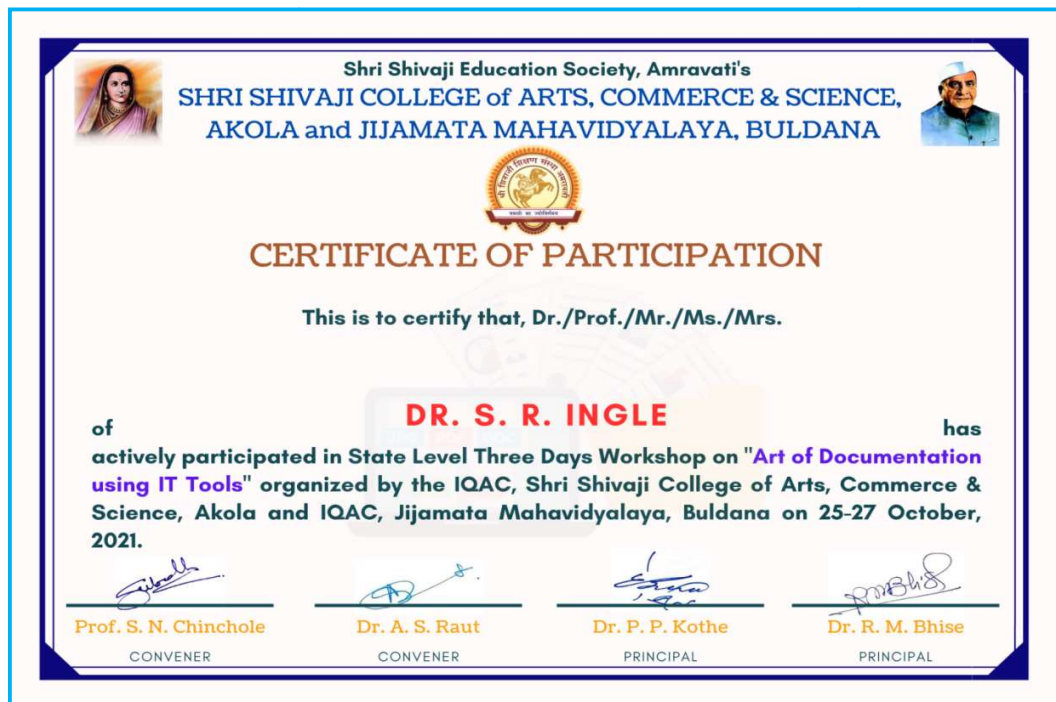 Shri Shivaji Education Society, Amravati's
SHRI SHIVAJI COLLEGE of ARTS, COMMERCE & SCIENCE,
AKOLA and JIJAMATA MAHAVIDYALAYA, BULDANA
श्री शिवाजी शिक्षण संस्था अमरावती
CERTIFICATE OF PARTICIPATION
This is to certify that, Dr./Prof./Mr./Ms./Mrs.
DR. S. R. INGLE
of has
actively participated in State Level Three Days Workshop on "Art of Documentation
using IT Tools" organized by the IQAC, Shri Shivaji College of Arts, Commerce &
Science, Akola and IQAC, Jijamata Mahavidyalaya, Buldana on 25-27 October,
2021.
Prof. S. N. Chinchole Dr. A. S. Raut Dr. P. P. Kothe Dr. R. M. Bhise
CONVENER CONVENER PRINCIPAL PRINCIPAL